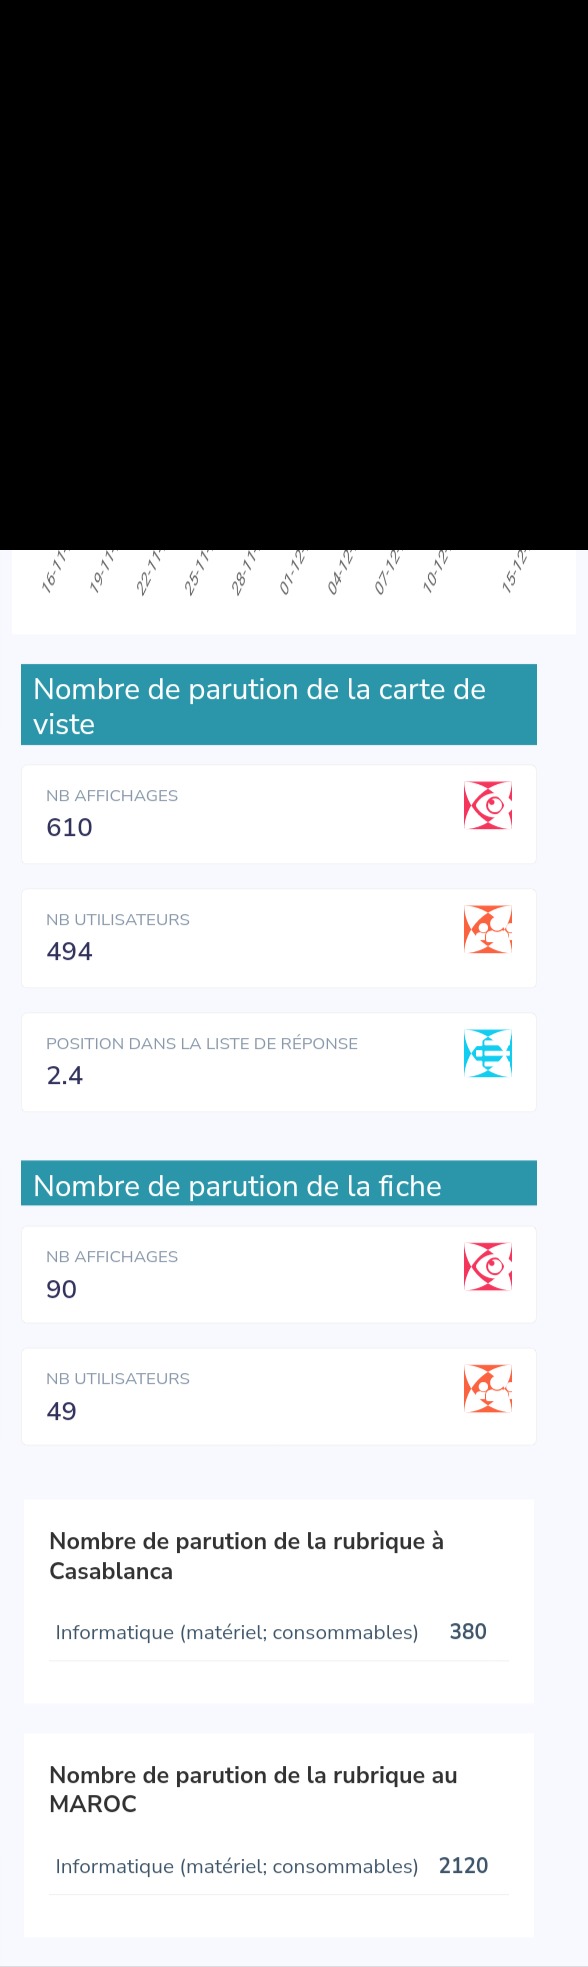 16-11-
19-11-
22-11-
25-11-
28-11-
01-12-
04-12-
07-12-
10-12-
15-12-
Nombre de parution de la carte de
viste
NB AFFICHAGES
610
NB UTILISATEURS
494
POSITION DANS LA LISTE DE RÉPONSE
2.4
Nombre de parution de la fiche
NB AFFICHAGES
90
NB UTILISATEURS
49
Nombre de parution de la rubrique à
Casablanca
Informatique (matériel; consommables) 380
Nombre de parution de la rubrique au
MAROC
Informatique (matériel; consommables) 2120